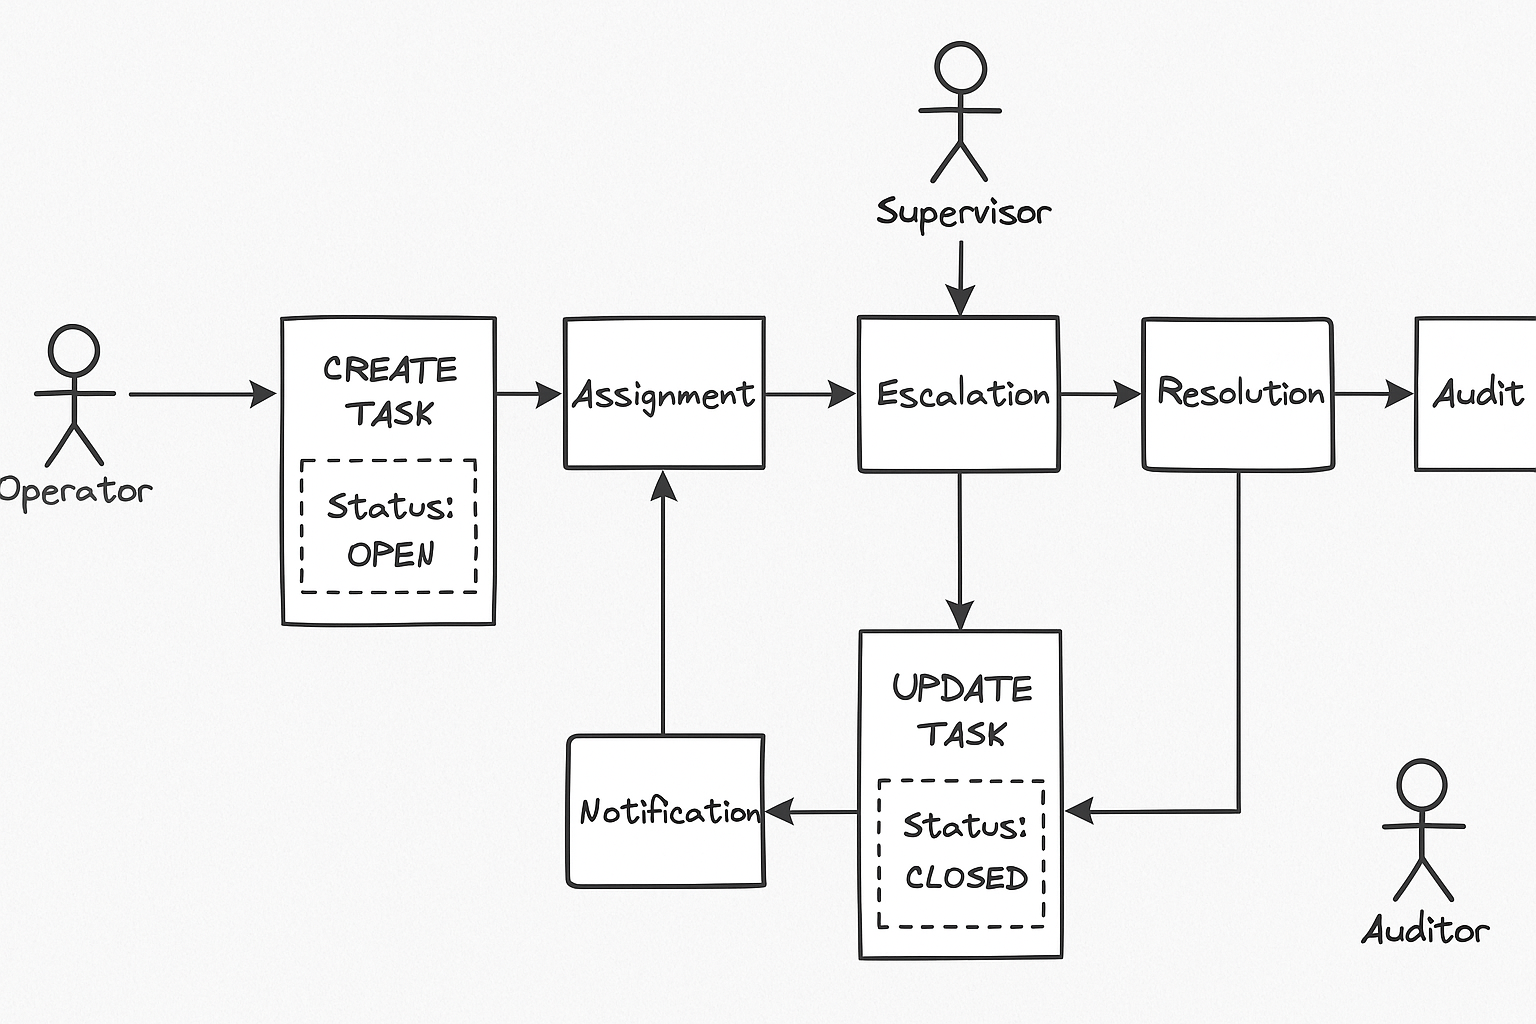 Supervisor
Operator
CREATE
TASK
Status:
OPEN
Assignment
Escalation
Resolution
Audit
UPDATE
TASK
Status:
CLOSED
Notification
Auditor